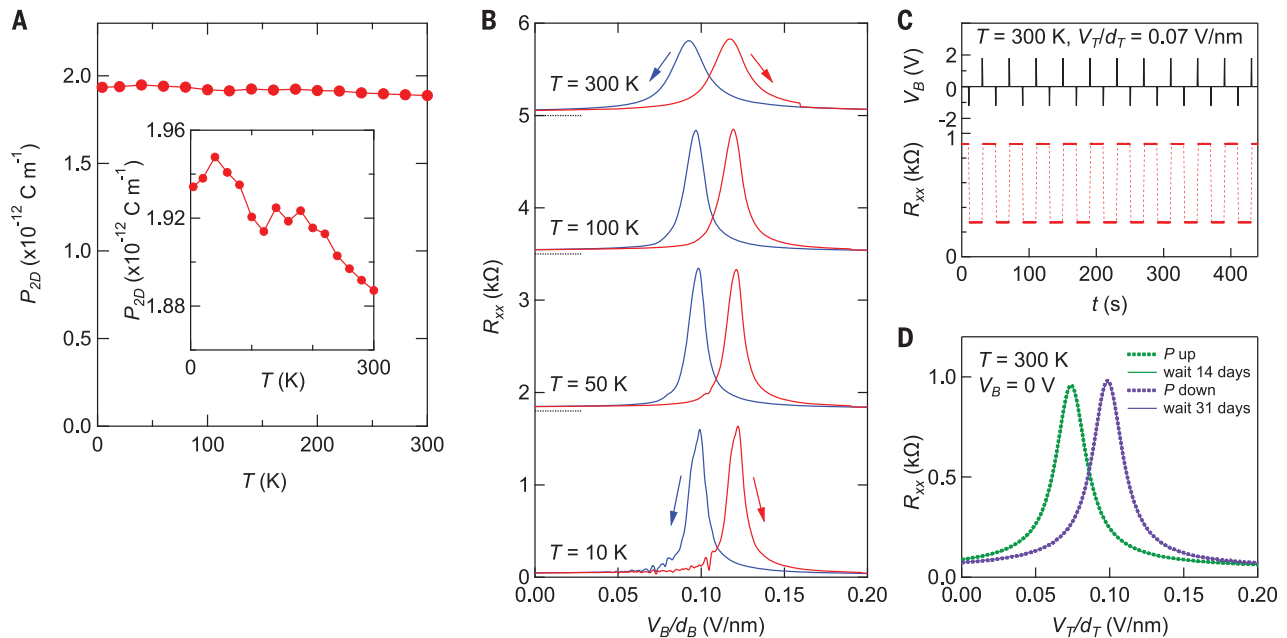 A
P2D (x10-12 C m-1)
2.0
1.5
1.0
0.5
0.0
0
100
200
300
T (K)
P2D (x10-12 C m-1)
1.96
1.92
1.88
0
300
T (K)
B
Rxx (kΩ)
6
5
4
3
2
1
0
T = 300 K
T = 100 K
T = 50 K
T = 10 K
0.00
0.05
0.10
0.15
0.20
VB/dB (V/nm)
C
T = 300 K, VT/dT = 0.07 V/nm
VB (V)
2
0
-2
Rxx (kΩ)
1
0
0
100
200
300
400
t (s)
D
T = 300 K
VB = 0 V
P up
wait 14 days
P down
wait 31 days
Rxx (kΩ)
1.0
0.5
0.0
0.00
0.05
0.10
0.15
0.20
VT/dT (V/nm)